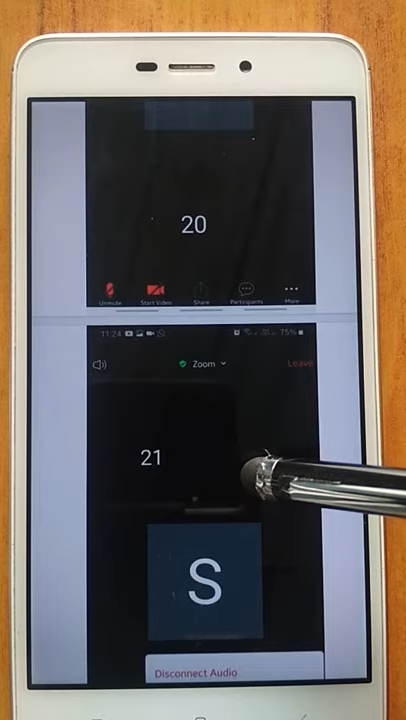 20
Unmute Start Video Share Participants More
11:24 75%
Zoom Leave
21
S
Disconnect Audio